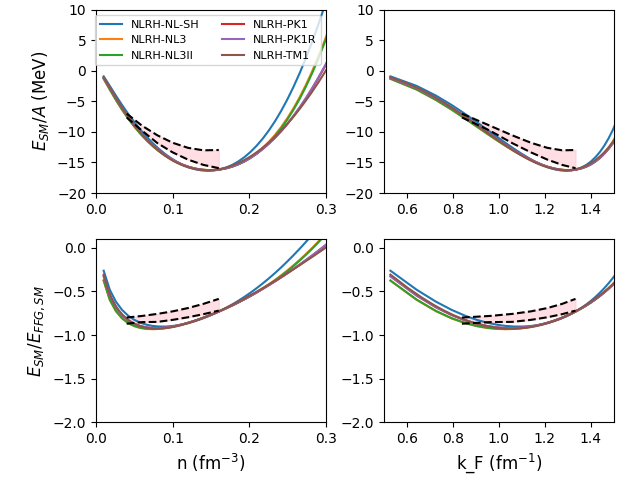 10
5
0
−5
−10
−15
−20
E_SM/A (MeV)
NLRH-NL-SH
NLRH-NL3
NLRH-NL3II
NLRH-PK1
NLRH-PK1R
NLRH-TM1
0.0 0.1 0.2 0.3
10
5
0
−5
−10
−15
−20
0.6 0.8 1.0 1.2 1.4
0.0
−0.5
−1.0
−1.5
−2.0
E_SM/E_FFG,SM
0.0 0.1 0.2 0.3
n (fm⁻³)
0.0
−0.5
−1.0
−1.5
−2.0
0.6 0.8 1.0 1.2 1.4
k_F (fm⁻¹)